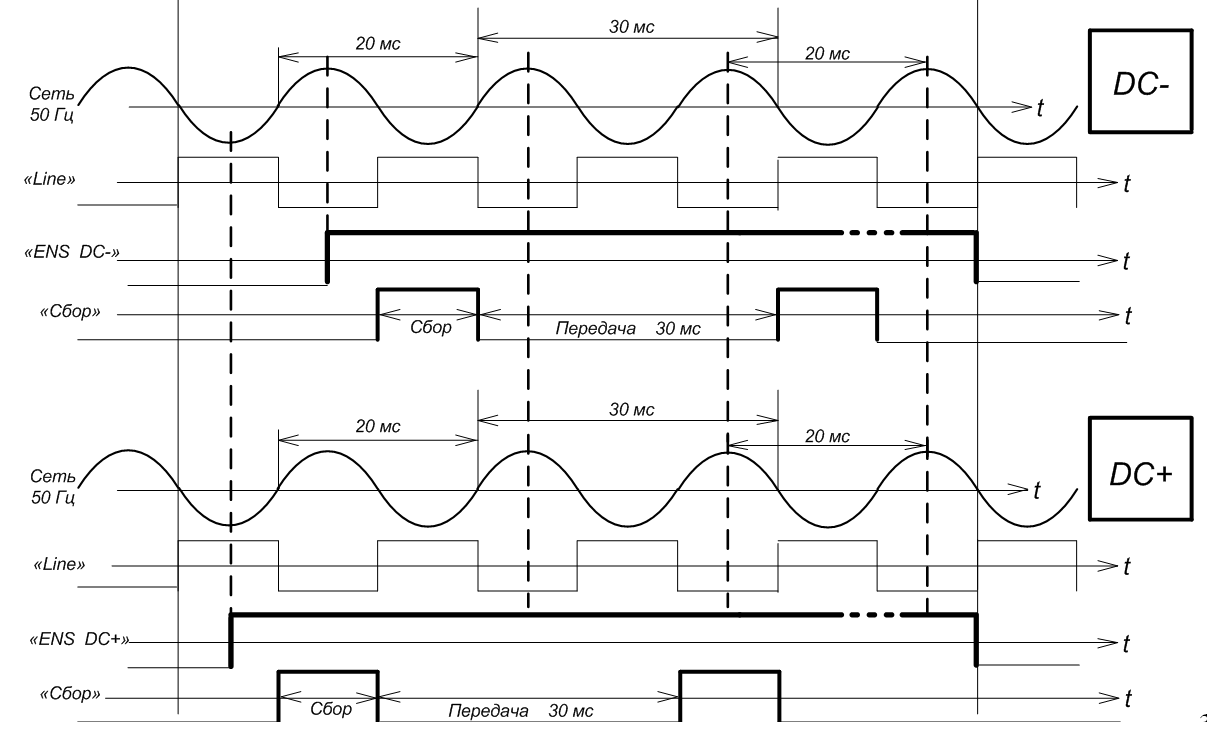 30 мс
20 мс
20 мс
DC-
Сеть
50 Гц
t
«Line»
t
«ENS DC-»
t
«Сбор»
Сбор
Передача 30 мс
t
30 мс
20 мс
20 мс
DC+
Сеть
50 Гц
t
«Line»
t
«ENS DC+»
t
«Сбор»
Сбор
Передача 30 мс
t